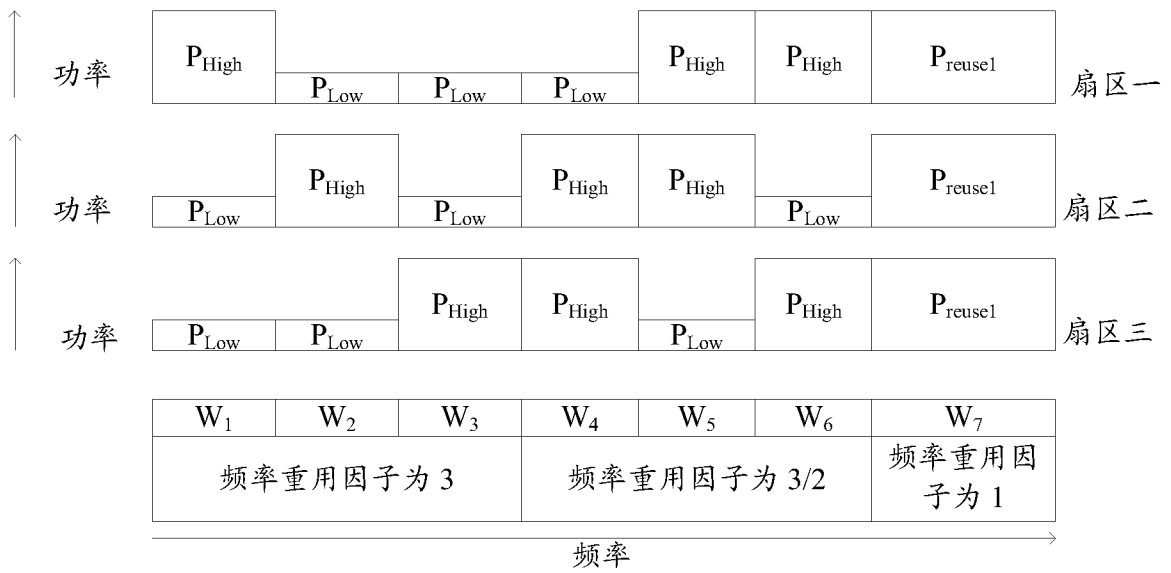 P_High P_Low P_Low P_Low P_High P_High P_reuse1
功率 扇区一
P_Low P_High P_Low P_High P_High P_Low P_reuse1
功率 扇区二
P_Low P_Low P_High P_High P_Low P_High P_reuse1
功率 扇区三
W₁ W₂ W₃ W₄ W₅ W₆ W₇
频率重用因子为 3
频率重用因子为 3/2
频率重用因
子为 1
频率